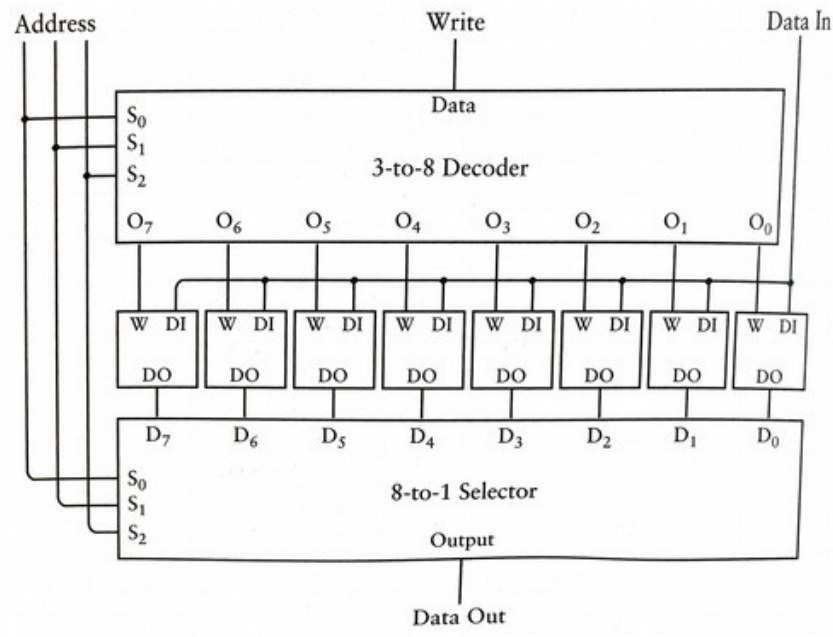 Address Write Data In
Data
S₀
S₁
S₂
3-to-8 Decoder
O₇ O₆ O₅ O₄ O₃ O₂ O₁ O₀
W DI W DI W DI W DI W DI W DI W DI W DI
DO DO DO DO DO DO DO DO
D₇ D₆ D₅ D₄ D₃ D₂ D₁ D₀
S₀
8-to-1 Selector
S₁
S₂
Output
Data Out